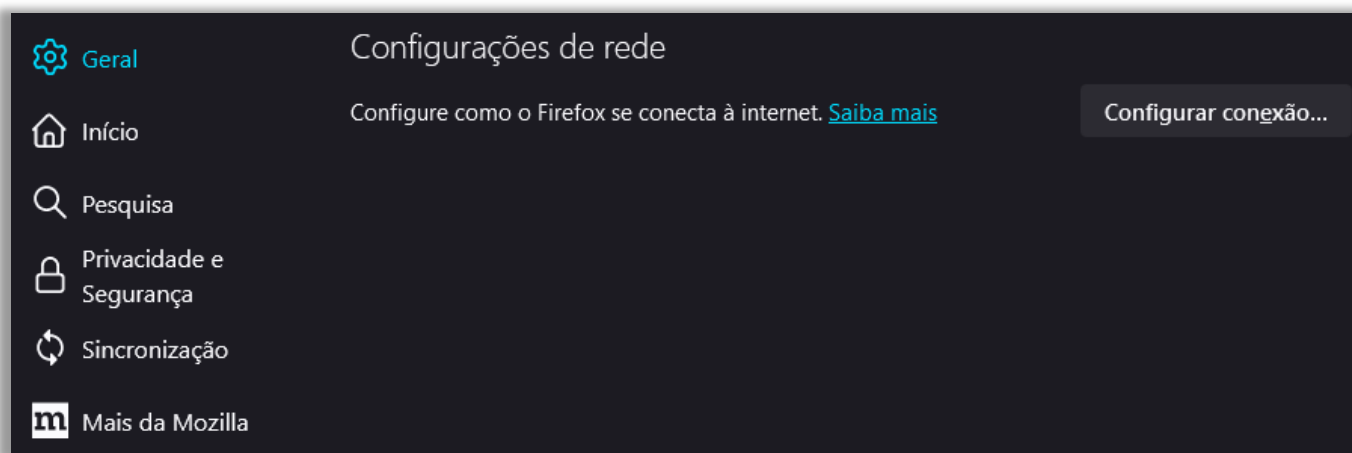 Geral
Início
Pesquisa
Privacidade e
Segurança
Sincronização
m Mais da Mozilla
Configurações de rede
Configure como o Firefox se conecta à internet. Saiba mais
Configurar conexão...